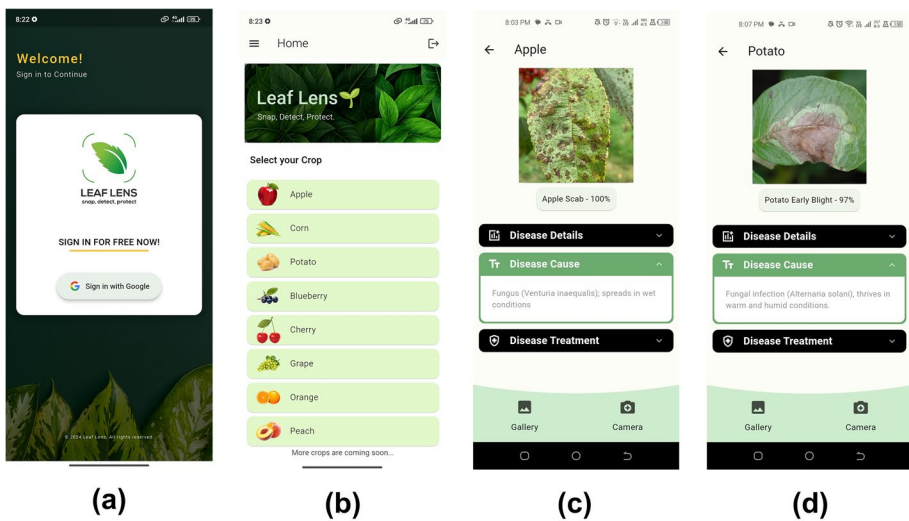 8:22
Welcome!
Sign in to Continue
LEAF LENS
snap, detect, protect
SIGN IN FOR FREE NOW!
Sign in with Google
© 2024 Leaf Lens, All rights reserved
(a)
8:23
Home
Leaf Lens
Snap, Detect, Protect.
Select your Crop
Apple
Corn
Potato
Blueberry
Cherry
Grape
Orange
Peach
More crops are coming soon...
(b)
8:03 PM
Apple
Apple Scab - 100%
Disease Details
Tт Disease Cause
Fungus (Venturia inaequalis); spreads in wet
conditions
Disease Treatment
Gallery Camera
(c)
8:07 PM
Potato
Potato Early Blight - 97%
Disease Details
Tт Disease Cause
Fungal infection (Alternaria solani), thrives in
warm and humid conditions.
Disease Treatment
Gallery Camera
(d)